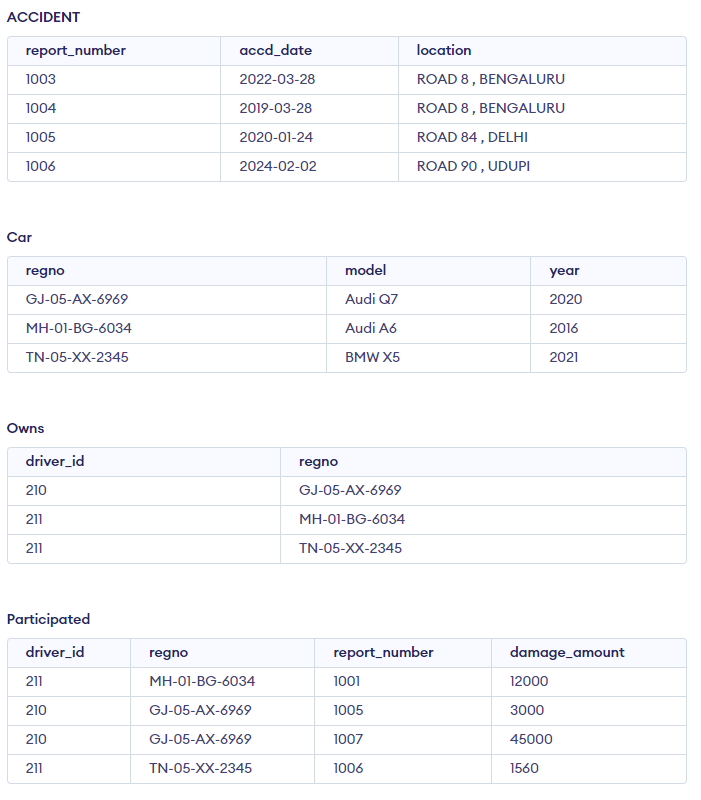 ACCIDENT
report_number accd_date location
1003 2022-03-28 ROAD 8 , BENGALURU
1004 2019-03-28 ROAD 8 , BENGALURU
1005 2020-01-24 ROAD 84 , DELHI
1006 2024-02-02 ROAD 90 , UDUPI
Car
regno model year
GJ-05-AX-6969 Audi Q7 2020
MH-01-BG-6034 Audi A6 2016
TN-05-XX-2345 BMW X5 2021
Owns
driver_id regno
210 GJ-05-AX-6969
211 MH-01-BG-6034
211 TN-05-XX-2345
Participated
driver_id regno report_number damage_amount
211 MH-01-BG-6034 1001 12000
210 GJ-05-AX-6969 1005 3000
210 GJ-05-AX-6969 1007 45000
211 TN-05-XX-2345 1006 1560